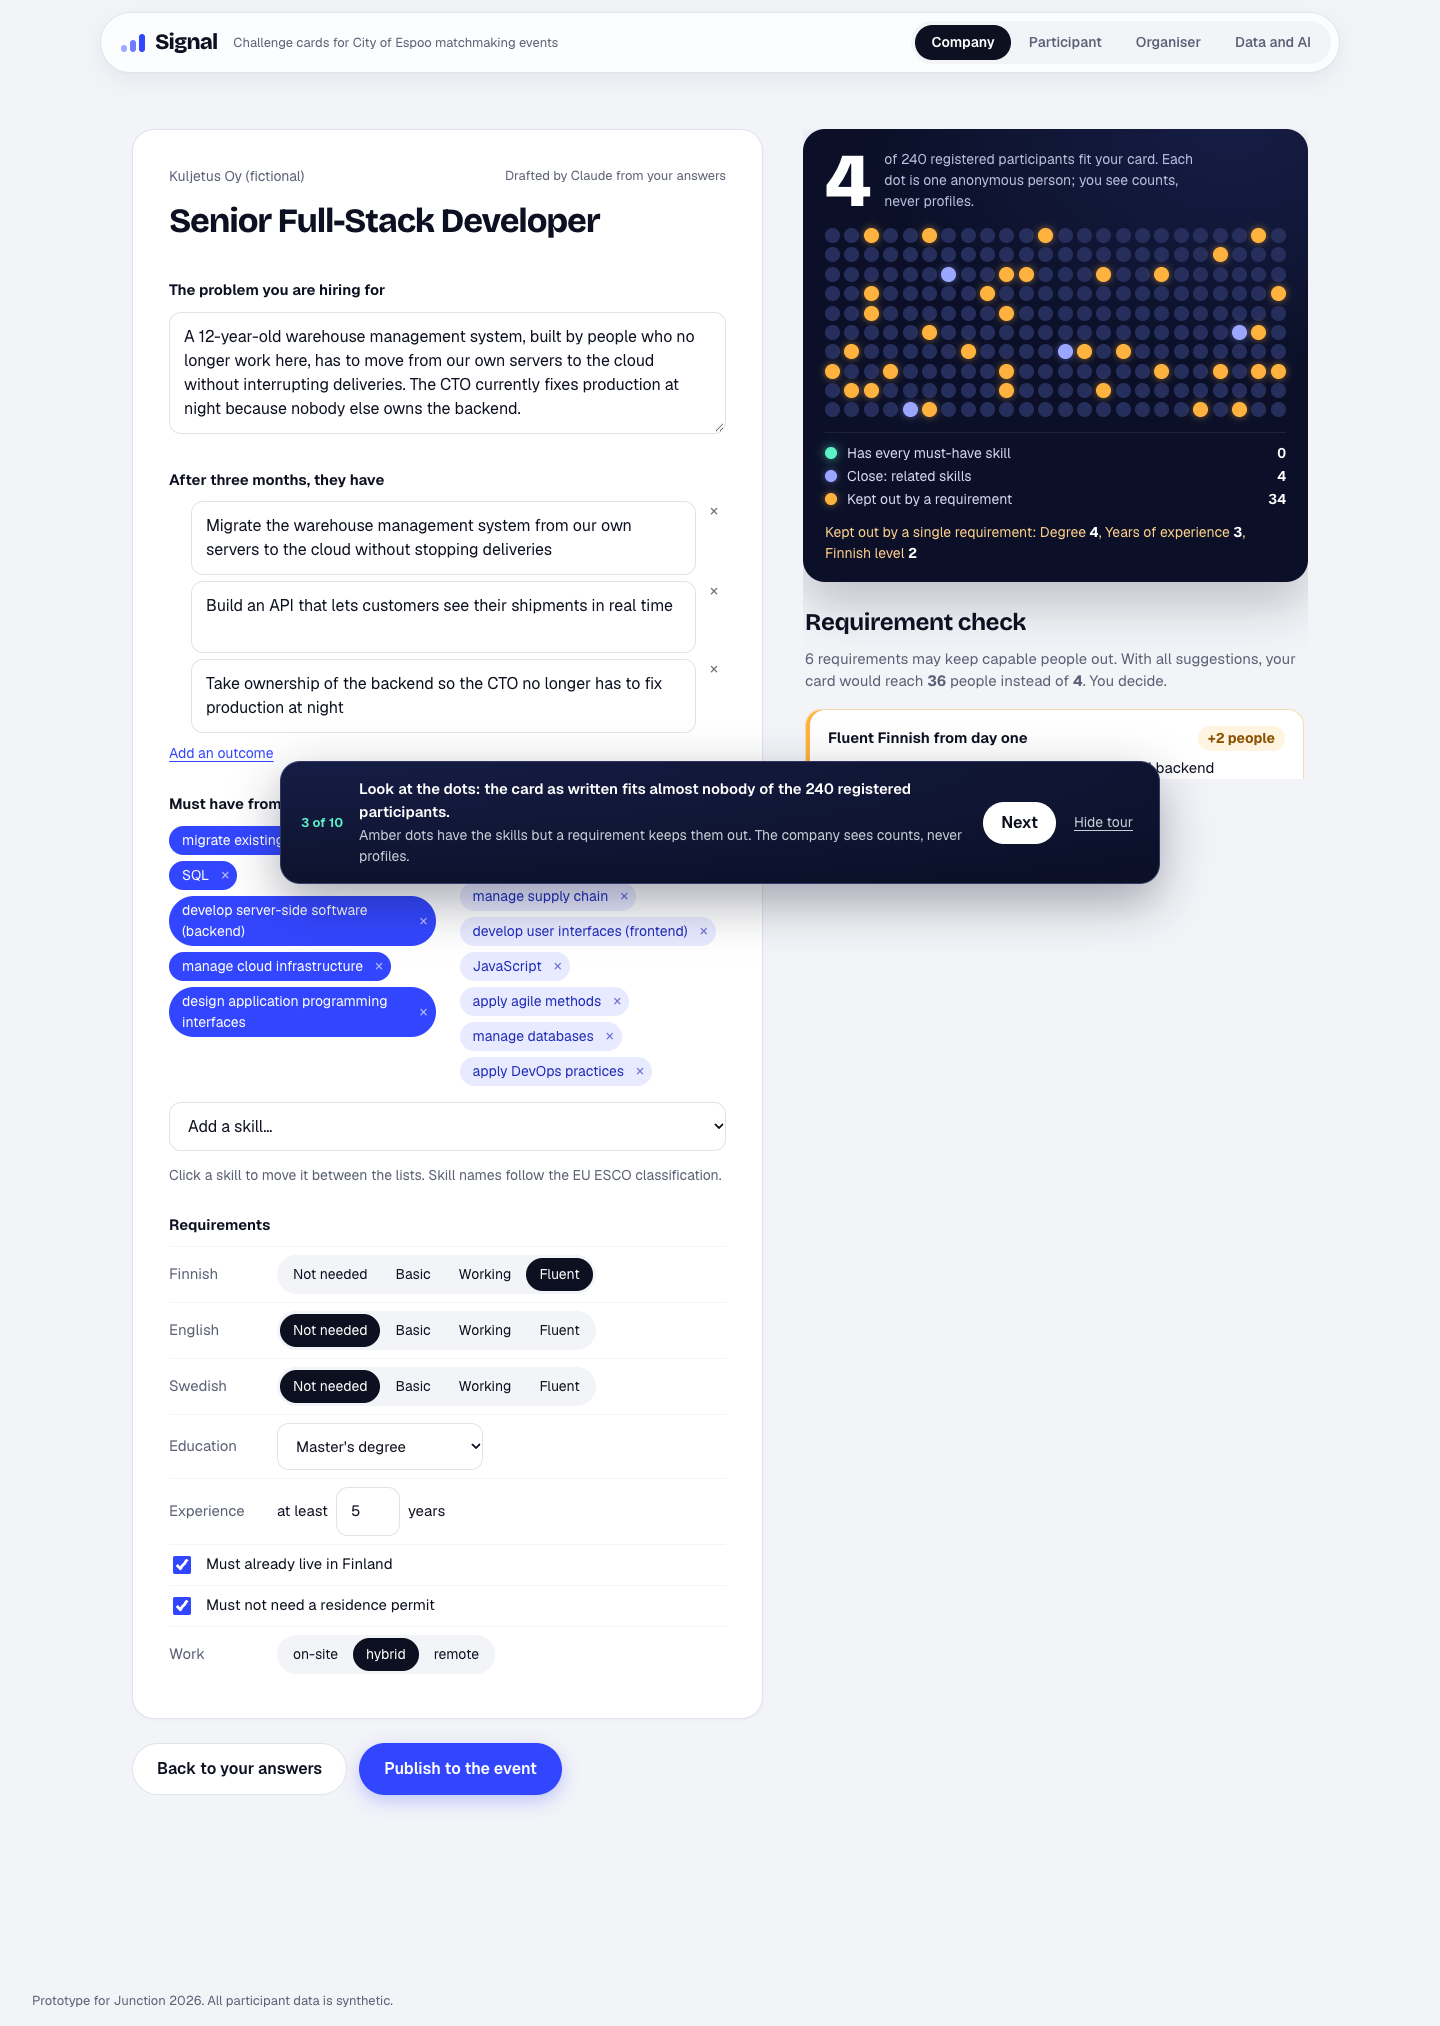 Signal
Challenge cards for City of Espoo matchmaking events
Company
Participant
Organiser
Data and AI
Kuljetus Oy (fictional)
Drafted by Claude from your answers
Senior Full-Stack Developer
The problem you are hiring for
A 12-year-old warehouse management system, built by people who no
longer work here, has to move from our own servers to the cloud
without interrupting deliveries. The CTO currently fixes production at
night because nobody else owns the backend.
After three months, they have
Migrate the warehouse management system from our own
servers to the cloud without stopping deliveries
×
Build an API that lets customers see their shipments in real time
×
Take ownership of the backend so the CTO no longer has to fix
production at night
×
Add an outcome
Must have from
migrate existing
SQL ×
develop server-side software
(backend) ×
manage cloud infrastructure ×
design application programming
interfaces ×
manage supply chain ×
develop user interfaces (frontend) ×
JavaScript ×
apply agile methods ×
manage databases ×
apply DevOps practices ×
Add a skill...
Click a skill to move it between the lists. Skill names follow the EU ESCO classification.
Requirements
Finnish Not needed Basic Working Fluent
English Not needed Basic Working Fluent
Swedish Not needed Basic Working Fluent
Education Master's degree
Experience at least 5 years
Must already live in Finland
Must not need a residence permit
Work on-site hybrid remote
Back to your answers
Publish to the event
4
of 240 registered participants fit your card. Each
dot is one anonymous person; you see counts,
never profiles.
Has every must-have skill 0
Close: related skills 4
Kept out by a requirement 34
Kept out by a single requirement: Degree 4, Years of experience 3,
Finnish level 2
Requirement check
6 requirements may keep capable people out. With all suggestions, your
card would reach 36 people instead of 4. You decide.
Fluent Finnish from day one
+2 people
backend
3 of 10
Look at the dots: the card as written fits almost nobody of the 240 registered
participants.
Amber dots have the skills but a requirement keeps them out. The company sees counts, never
profiles.
Next
Hide tour
Prototype for Junction 2026. All participant data is synthetic.